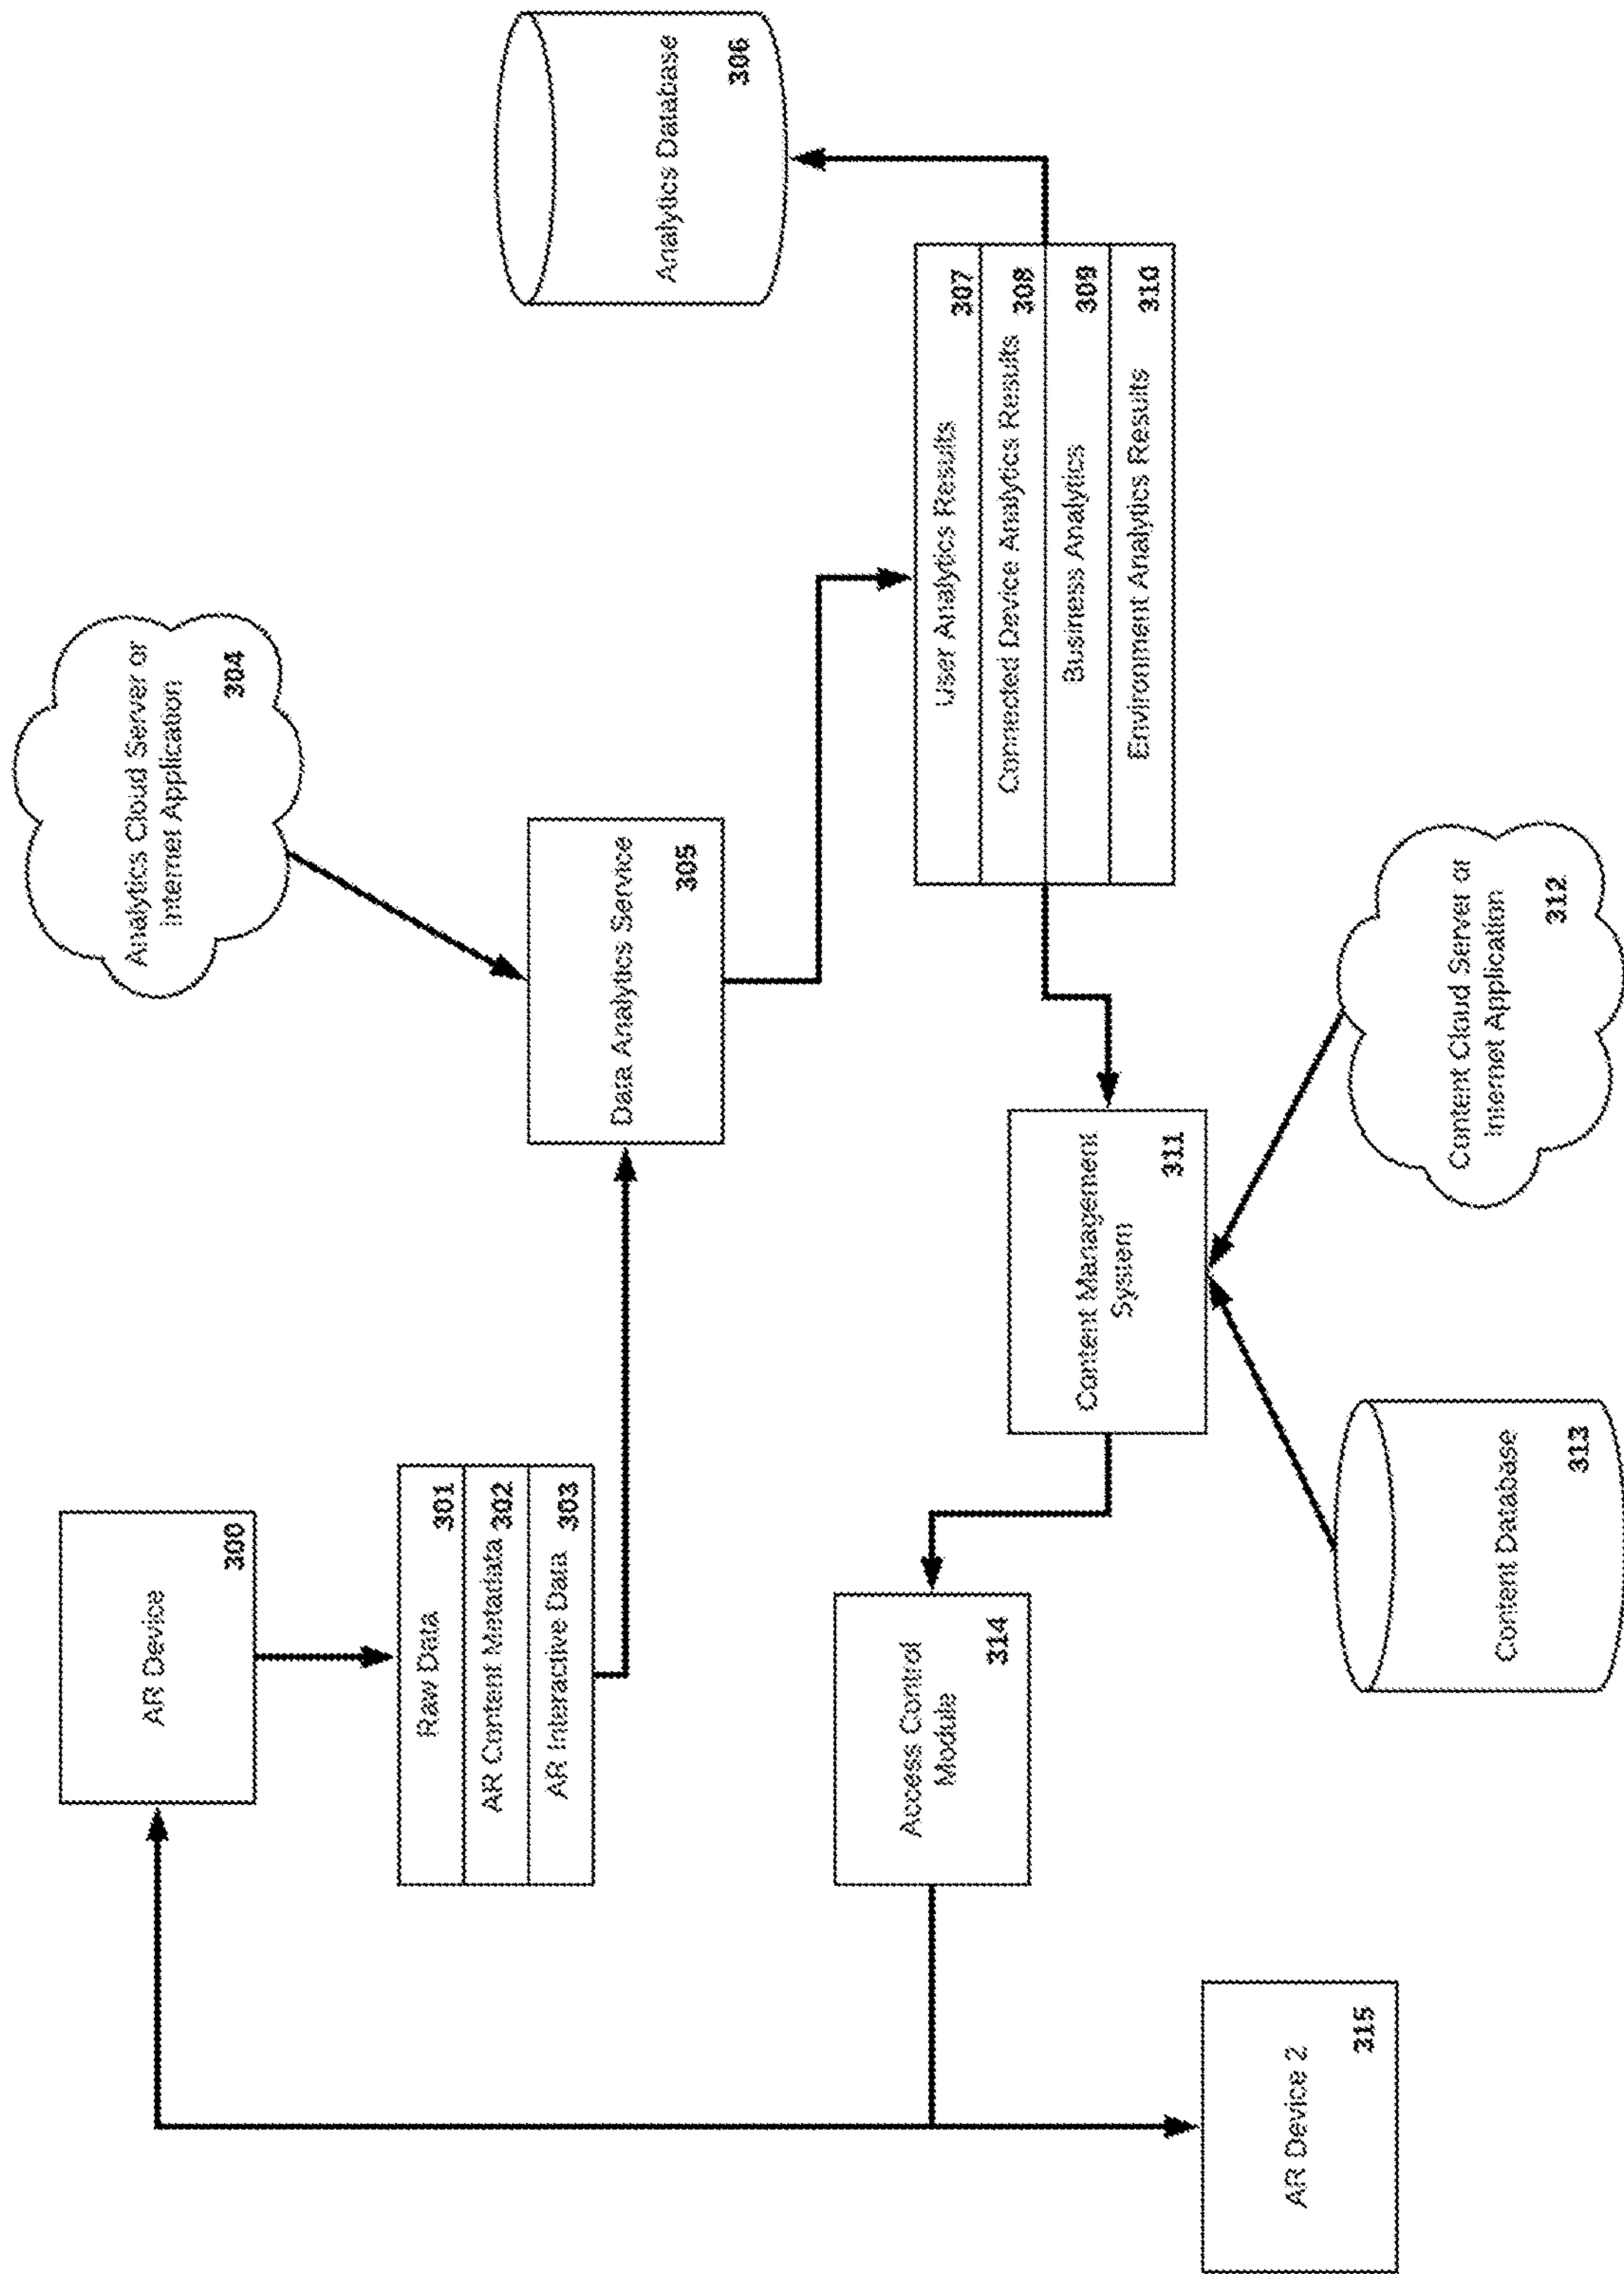 AR Device
300
Raw Data
301
AR Content Metadata
302
AR Interactive Data
303
Analytics Cloud Server or
Internet Application
304
Data Analytics Service
305
Analytics Database
306
User Analytics Results
307
Connected Device Analytics Results
308
Business Analytics
309
Environment Analytics Results
310
Content Management
System
311
Content Cloud Server or
Internet Application
312
Content Database
313
Access Control
Module
314
AR Device 2
315